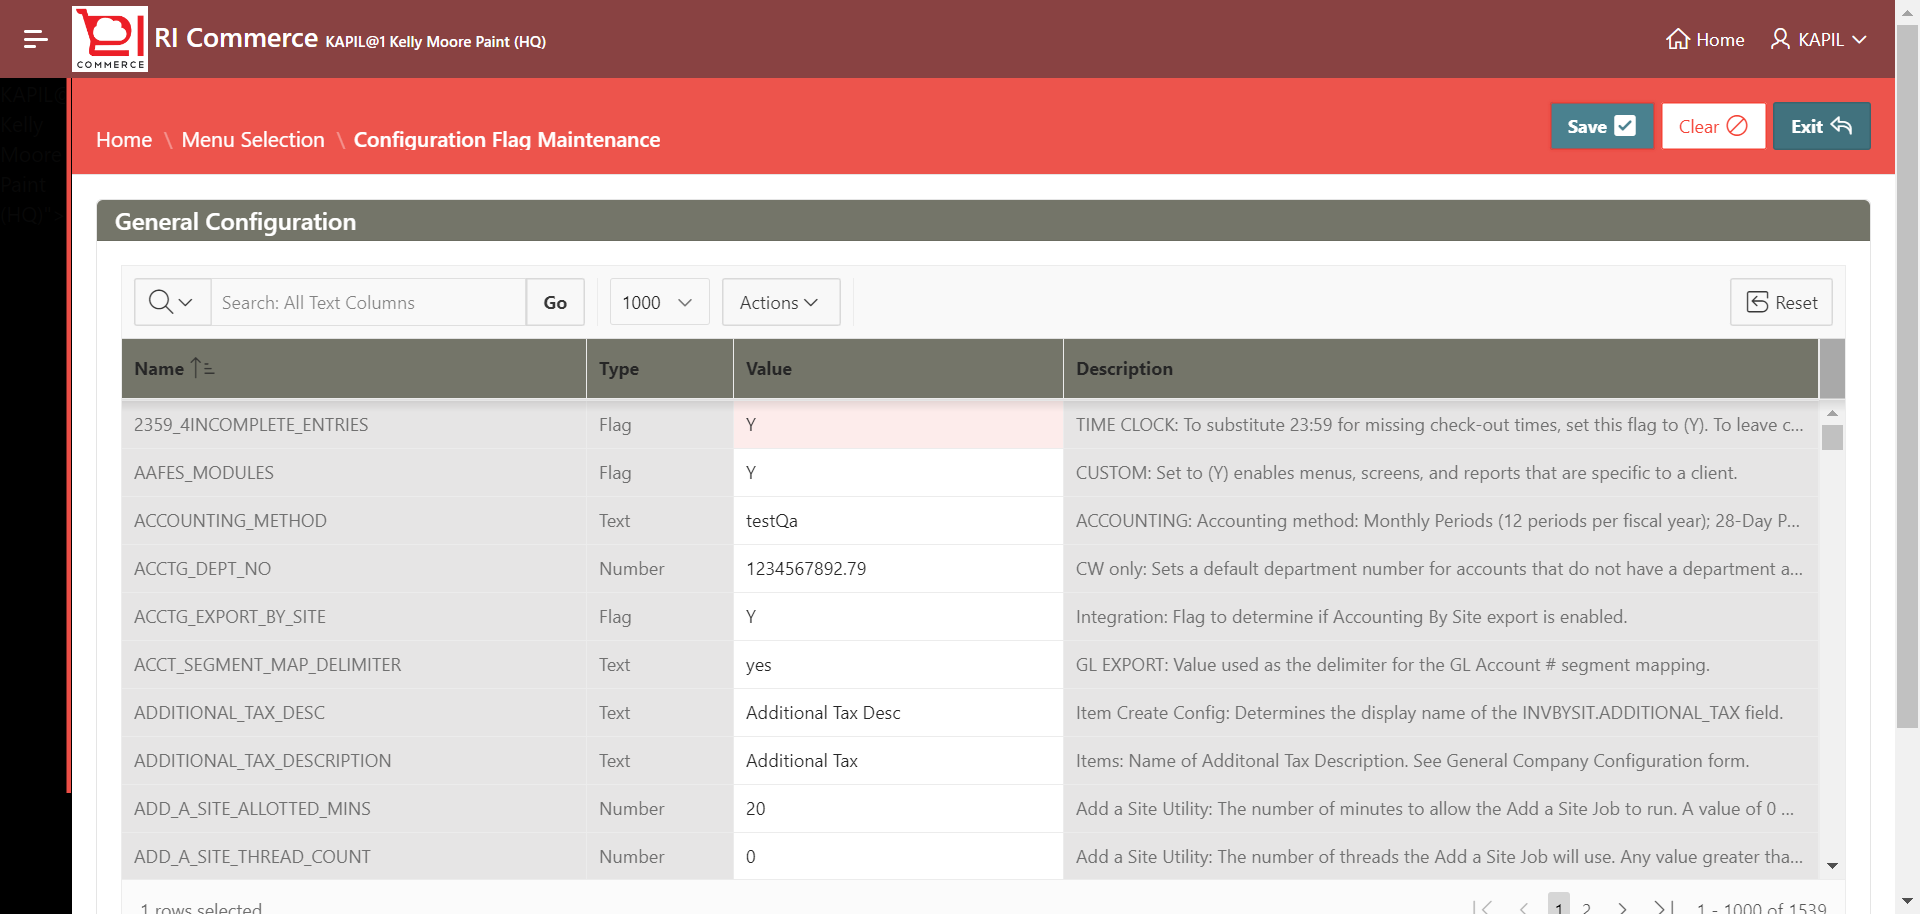 COMMERCE
RI Commerce KAPIL@1 Kelly Moore Paint (HQ)
Home
KAPIL
KAPIL@
Kelly
Moore
Paint
(HQ)">
Home \ Menu Selection \ Configuration Flag Maintenance
Save
Clear
Exit
General Configuration
Search: All Text Columns
Go
1000
Actions
Reset
Name Type Value Description
2359_4INCOMPLETE_ENTRIES Flag Y TIME CLOCK: To substitute 23:59 for missing check-out times, set this flag to (Y). To leave c...
AAFES_MODULES Flag Y CUSTOM: Set to (Y) enables menus, screens, and reports that are specific to a client.
ACCOUNTING_METHOD Text testQa ACCOUNTING: Accounting method: Monthly Periods (12 periods per fiscal year); 28-Day P...
ACCTG_DEPT_NO Number 1234567892.79 CW only: Sets a default department number for accounts that do not have a department a...
ACCTG_EXPORT_BY_SITE Flag Y Integration: Flag to determine if Accounting By Site export is enabled.
ACCT_SEGMENT_MAP_DELIMITER Text yes GL EXPORT: Value used as the delimiter for the GL Account # segment mapping.
ADDITIONAL_TAX_DESC Text Additional Tax Desc Item Create Config: Determines the display name of the INVBYSIT.ADDITIONAL_TAX field.
ADDITIONAL_TAX_DESCRIPTION Text Additional Tax Items: Name of Additonal Tax Description. See General Company Configuration form.
ADD_A_SITE_ALLOTTED_MINS Number 20 Add a Site Utility: The number of minutes to allow the Add a Site Job to run. A value of 0 ...
ADD_A_SITE_THREAD_COUNT Number 0 Add a Site Utility: The number of threads the Add a Site Job will use. Any value greater tha...
1 rows selected
1 2 1 - 1000 of 1539